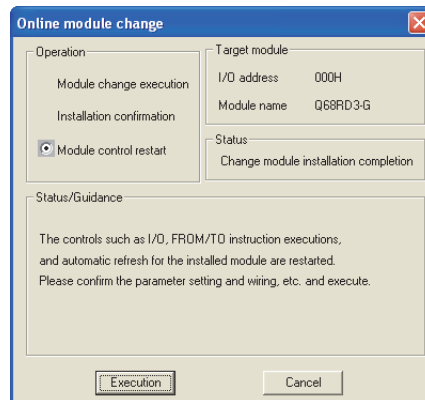 Online module change
Operation
Module change execution
Installation confirmation
Module control restart
Target module
I/O address 000H
Module name Q68RD3-G
Status
Change module installation completion
Status/Guidance
The controls such as I/O, FROM/TO instruction executions,
and automatic refresh for the installed module are restarted.
Please confirm the parameter setting and wiring, etc. and execute.
Execution Cancel